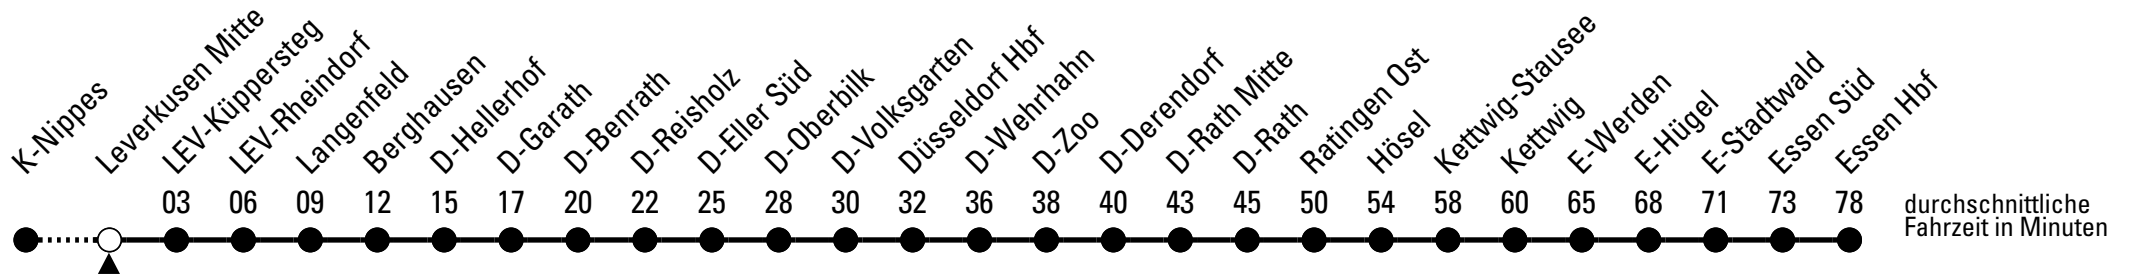 K-Nippes
Leverkusen Mitte
LEV-Küppersteg
LEV-Rheindorf
Langenfeld
Berghausen
D-Hellerhof
D-Garath
D-Benrath
D-Reisholz
D-Eller Süd
D-Oberbilk
D-Volksgarten
Düsseldorf Hbf
D-Wehrhahn
D-Zoo
D-Derendorf
D-Rath Mitte
D-Rath
Ratingen Ost
Hösel
Kettwig-Stausee
Kettwig
E-Werden
E-Hügel
E-Stadtwald
Essen Süd
Essen Hbf
03 06 09 12 15 17 20 22 25 28 30 32 36 38 40 43 45 50 54 58 60 65 68 71 73 78
durchschnittliche
Fahrzeit in Minuten